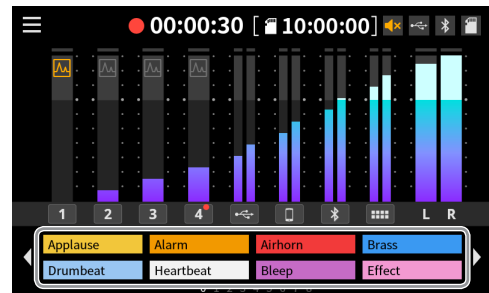 00:00:30 [ 10:00:00]
1 2 3 4 L R
Applause Alarm Airhorn Brass
Drumbeat Heartbeat Bleep Effect